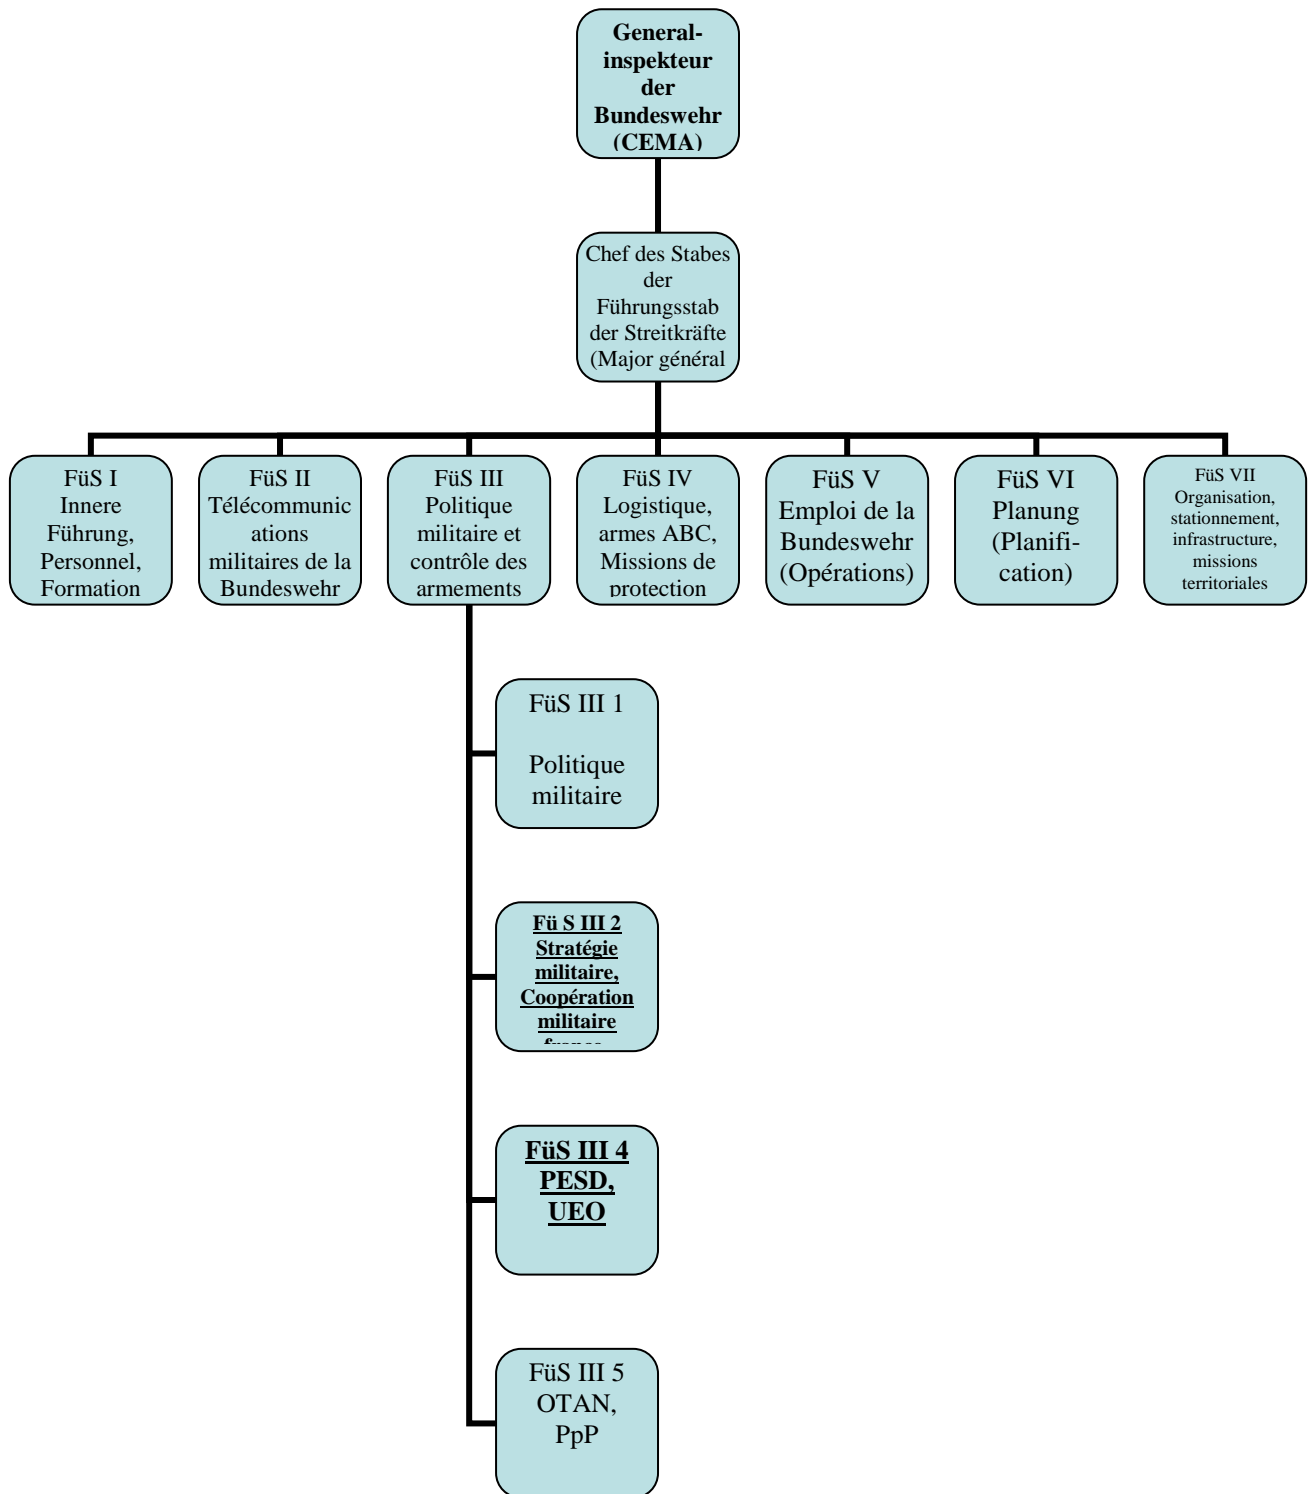 General-
inspekteur
der
Bundeswehr
(CEMA)
Chef des Stabes
der
Führungsstab
der Streitkräfte
(Major général
FüS I
Innere
Führung,
Personnel,
Formation
FüS II
Télécommunic
ations
militaires de la
Bundeswehr
FüS III
Politique
militaire et
contrôle des
armements
FüS IV
Logistique,
armes ABC,
Missions de
protection
FüS V
Emploi de la
Bundeswehr
(Opérations)
FüS VI
Planung
(Planifi-
cation)
FüS VII
Organisation,
stationnement,
infrastructure,
missions
territoriales
FüS III 1
Politique
militaire
Fü S III 2
Stratégie
militaire,
Coopération
militaire
FüS III 4
PESD,
UEO
FüS III 5
OTAN,
PpP